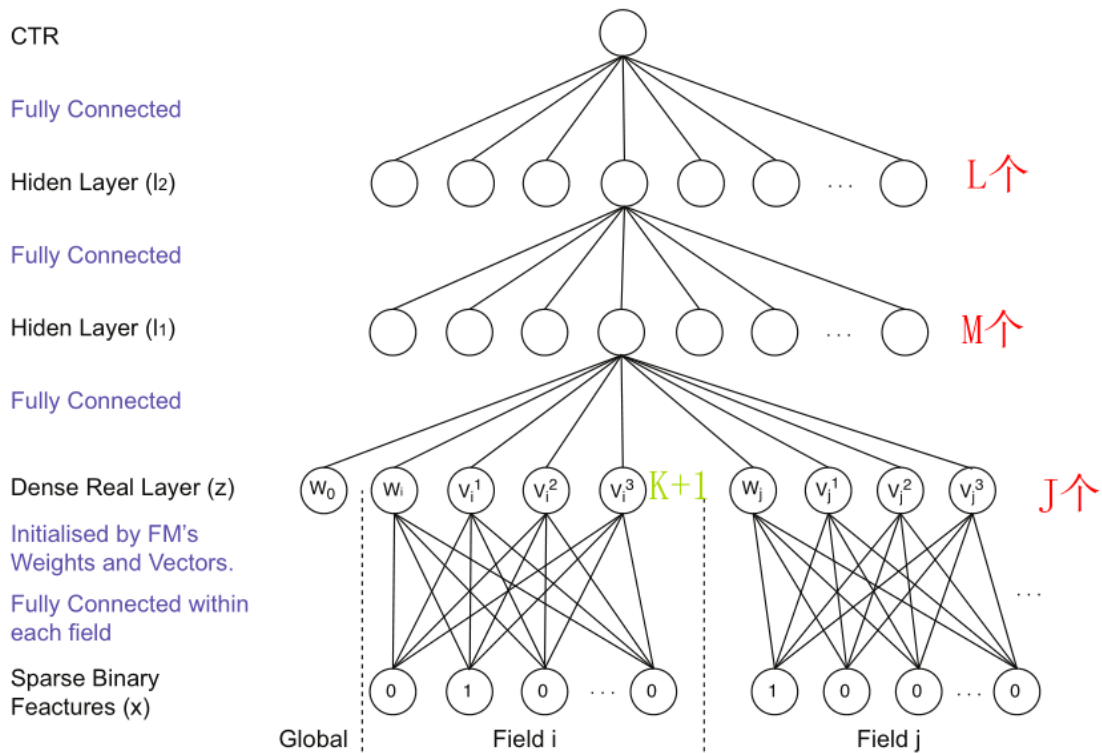 CTR
Fully Connected
Hiden Layer (l₂)
L个
Fully Connected
Hiden Layer (l₁)
M个
Fully Connected
Dense Real Layer (z)
W₀
Wᵢ
Vᵢ¹
Vᵢ²
Vᵢ³
K+1
Wⱼ
Vⱼ¹
Vⱼ²
Vⱼ³
J个
Initialised by FM's
Weights and Vectors.
Fully Connected within
each field
...
Sparse Binary
Feactures (x)
0 1 0 ... 0
1 0 0 ... 0
Global
Field i
Field j